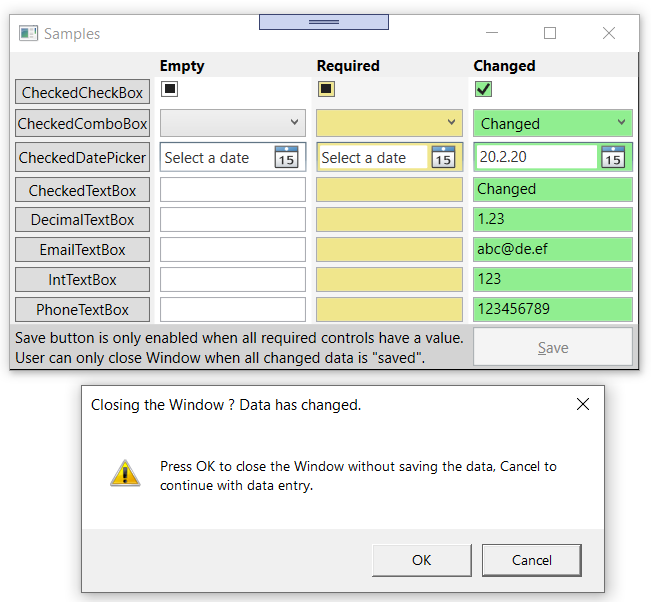 Samples
Empty Required Changed
CheckedCheckBox
CheckedComboBox Changed
CheckedDatePicker Select a date 15 Select a date 15 20.2.20 15
CheckedTextBox Changed
DecimalTextBox 1.23
EmailTextBox abc@de.ef
IntTextBox 123
PhoneTextBox 123456789
Save button is only enabled when all required controls have a value.
User can only close Window when all changed data is "saved".
Save
Closing the Window ? Data has changed.
Press OK to close the Window without saving the data, Cancel to
continue with data entry.
OK Cancel